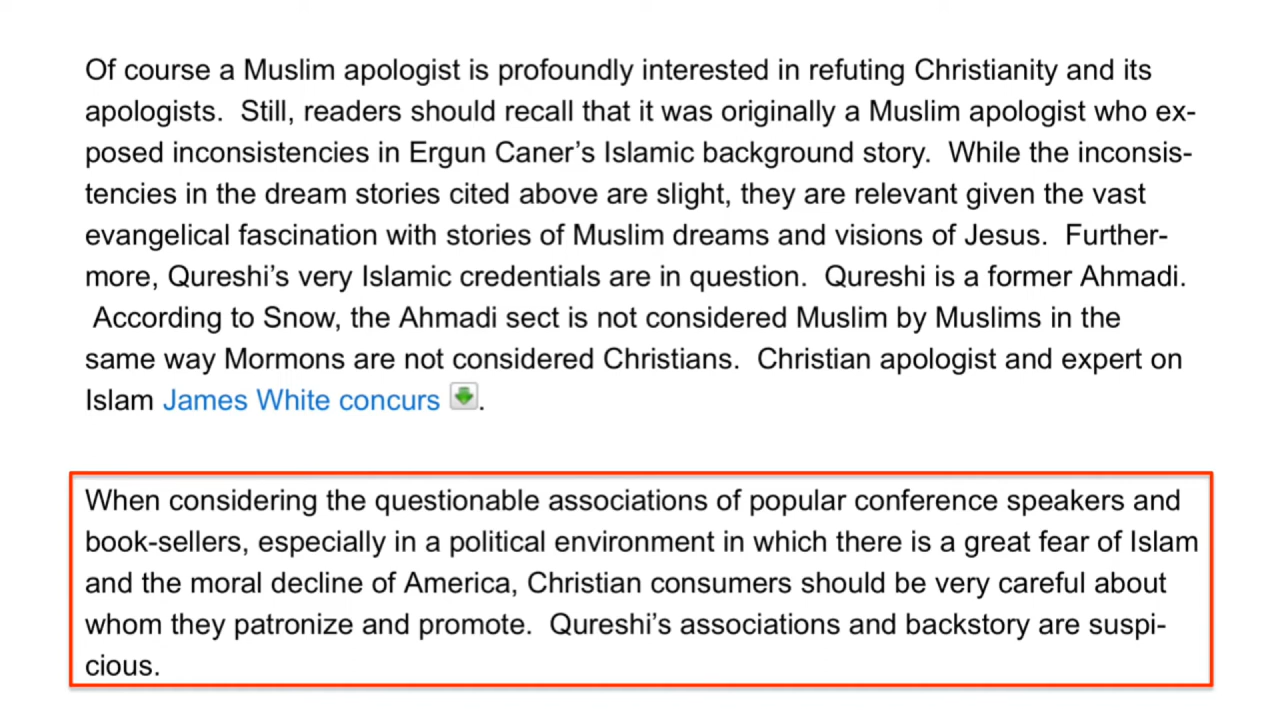 Of course a Muslim apologist is profoundly interested in refuting Christianity and its
apologists.  Still, readers should recall that it was originally a Muslim apologist who ex-
posed inconsistencies in Ergun Caner’s Islamic background story.  While the inconsis-
tencies in the dream stories cited above are slight, they are relevant given the vast
evangelical fascination with stories of Muslim dreams and visions of Jesus.  Further-
more, Qureshi’s very Islamic credentials are in question.  Qureshi is a former Ahmadi.
According to Snow, the Ahmadi sect is not considered Muslim by Muslims in the
same way Mormons are not considered Christians.  Christian apologist and expert on
Islam James White concurs .
When considering the questionable associations of popular conference speakers and
book-sellers, especially in a political environment in which there is a great fear of Islam
and the moral decline of America, Christian consumers should be very careful about
whom they patronize and promote.  Qureshi’s associations and backstory are suspi-
cious.